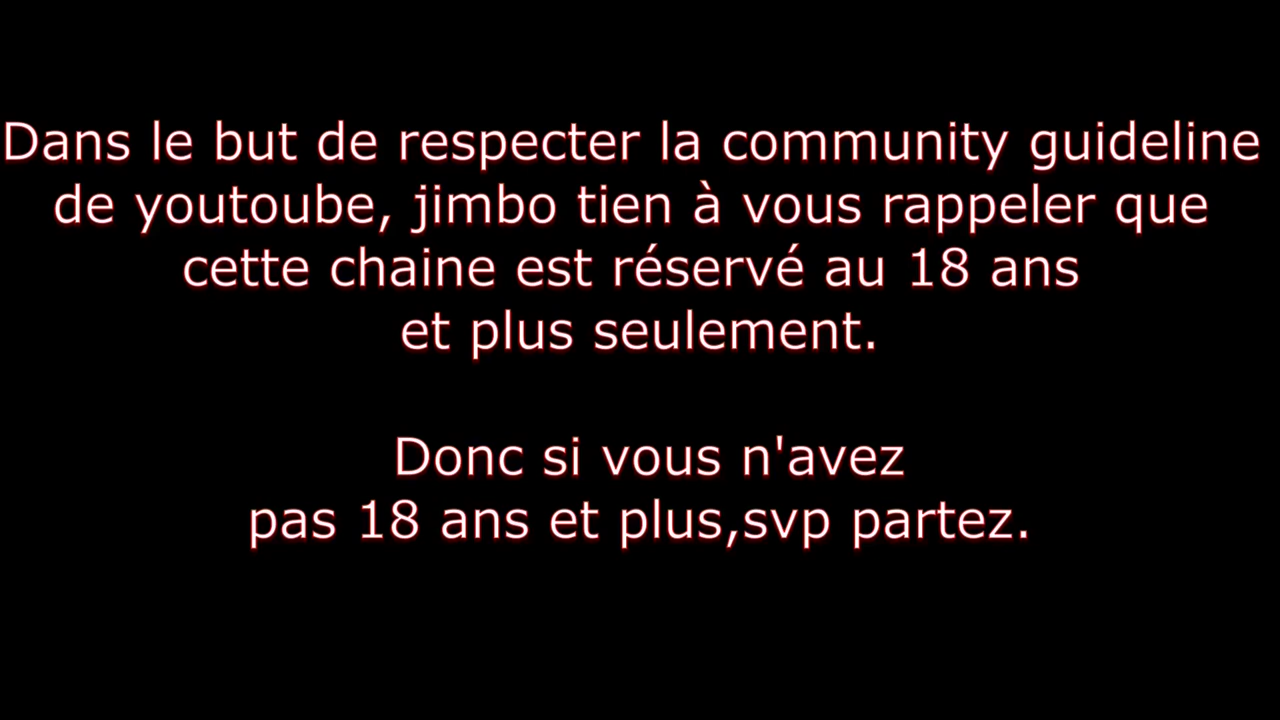 Dans le but de respecter la community guideline
de youtoube, jimbo tien à vous rappeler que
cette chaine est réservé au 18 ans
et plus seulement.
Donc si vous n'avez
pas 18 ans et plus,svp partez.